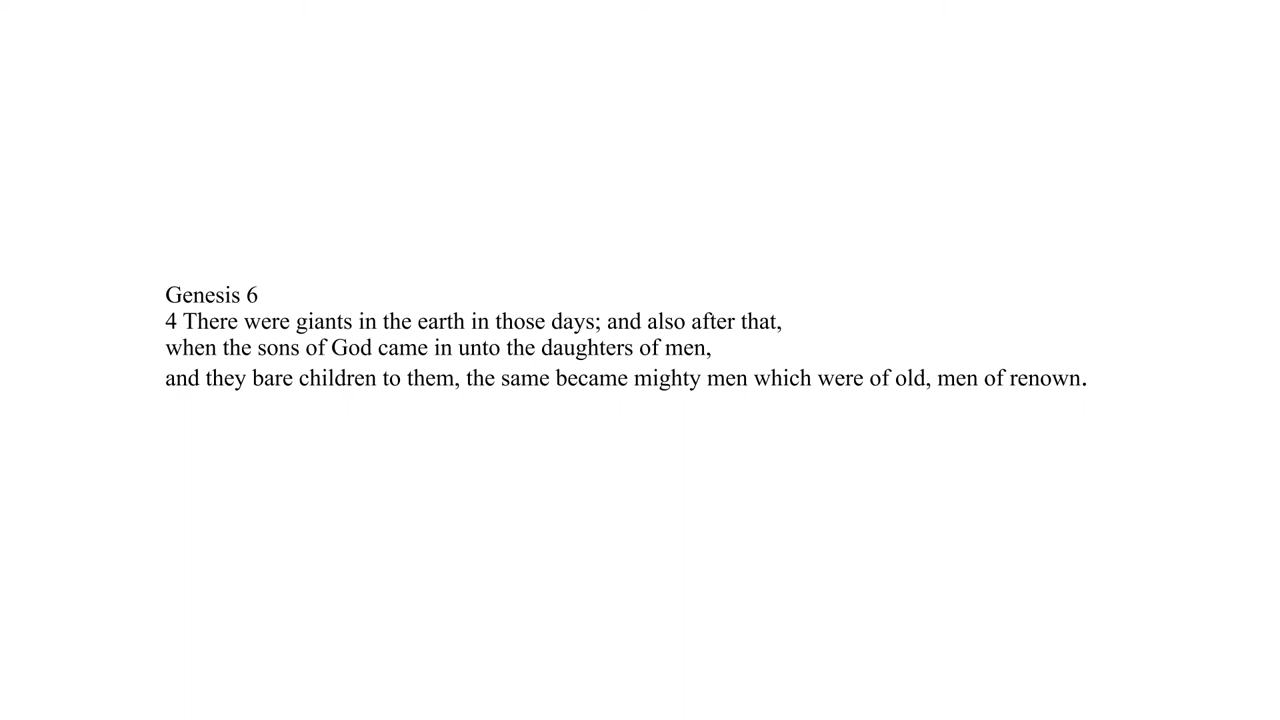 Genesis 6
4 There were giants in the earth in those days; and also after that,
when the sons of God came in unto the daughters of men,
and they bare children to them, the same became mighty men which were of old, men of renown.